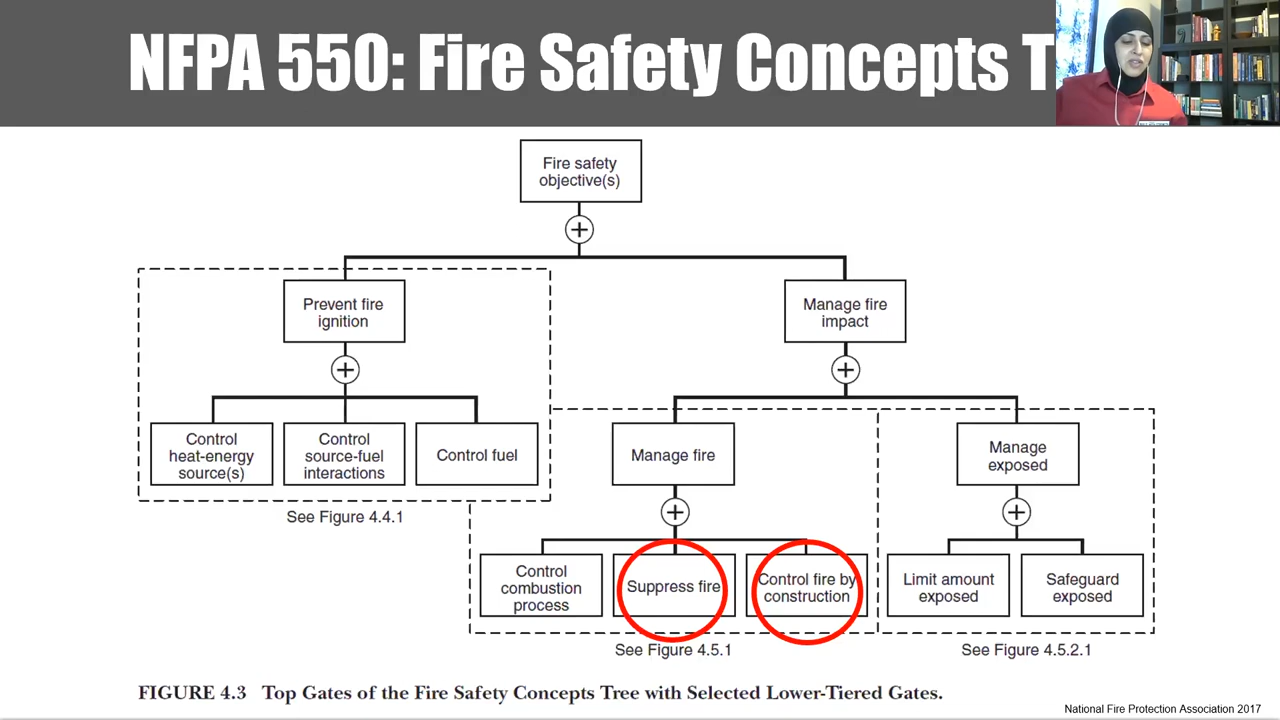 NFPA 550: Fire Safety Concepts T
Fire safety
objective(s)
+
Prevent fire
ignition
Manage fire
impact
+
+
Control
heat-energy
source(s)
Control
source-fuel
interactions
Control fuel
Manage fire
Manage
exposed
See Figure 4.4.1
+
+
Control
combustion
process
Suppress fire
Control fire by
construction
Limit amount
exposed
Safeguard
exposed
See Figure 4.5.1
See Figure 4.5.2.1
FIGURE 4.3 Top Gates of the Fire Safety Concepts Tree with Selected Lower-Tiered Gates.
National Fire Protection Association 2017